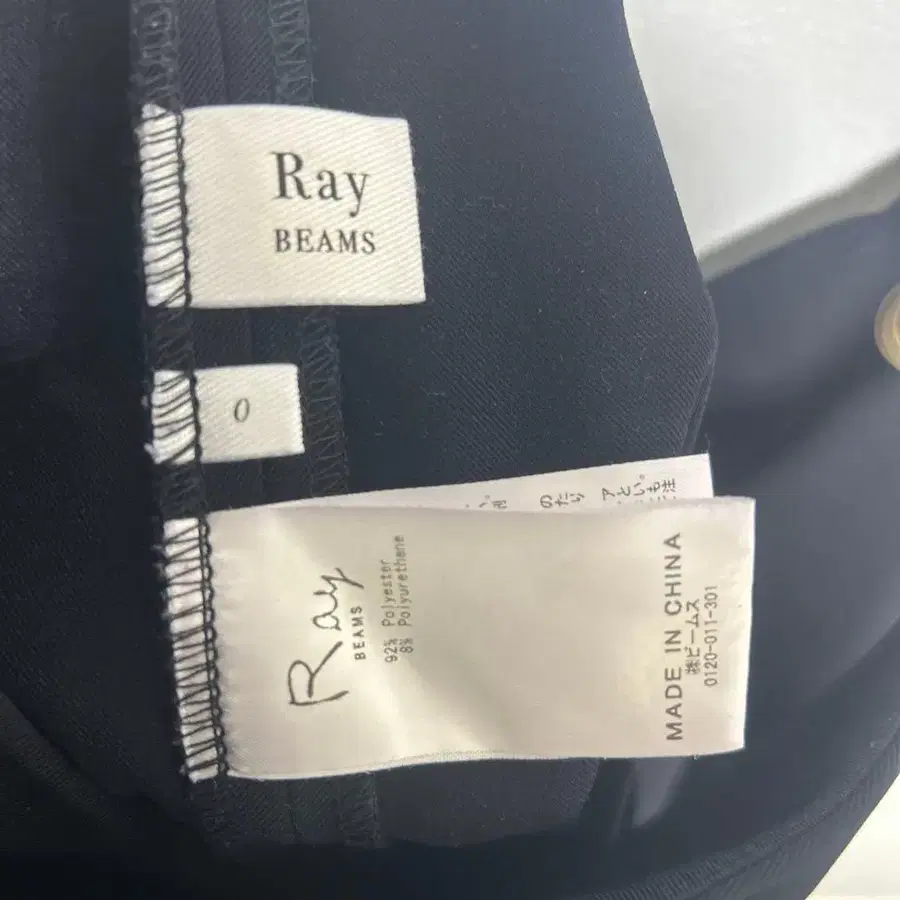 Ray
BEAMS
0
Ray
BEAMS
92% Polyester
8% Polyurethane
MADE IN CHINA
㈱ビームス
0120-011-301